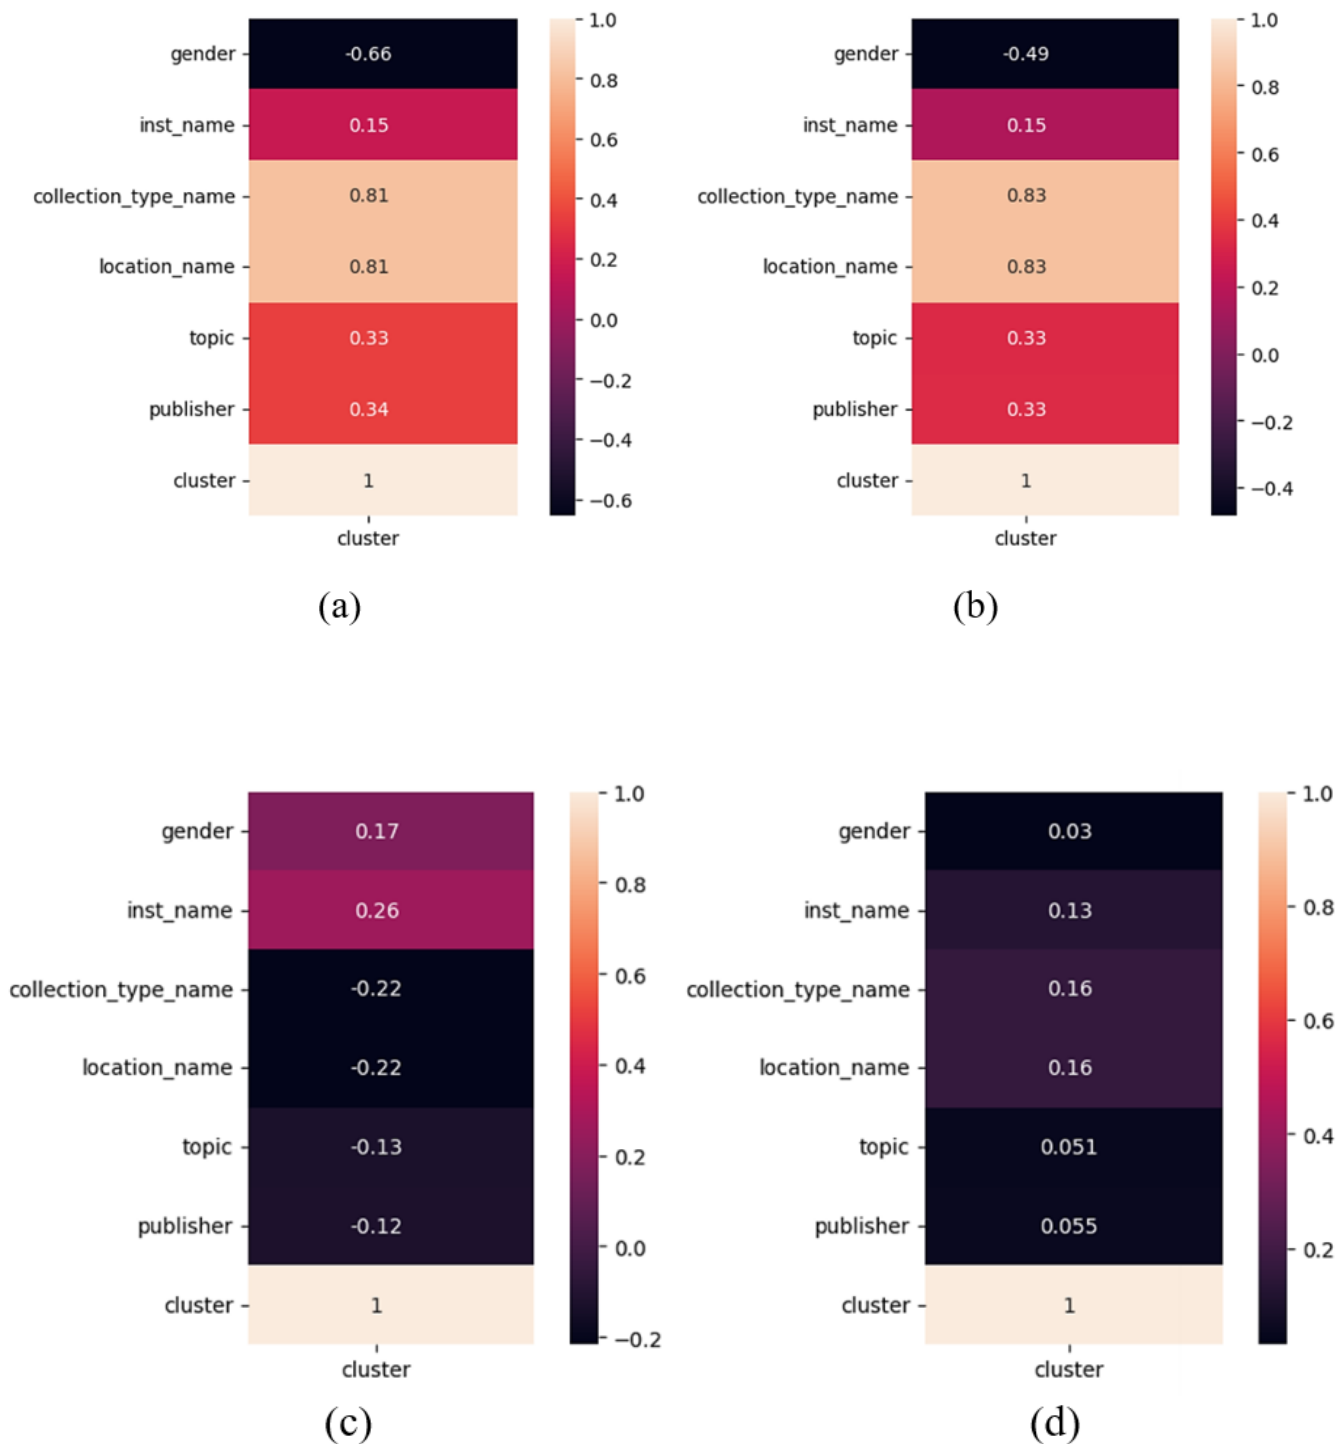 gender
-0.66
inst_name
0.15
collection_type_name
0.81
location_name
0.81
topic
0.33
publisher
0.34
cluster
1
cluster
1.0
0.8
0.6
0.4
0.2
0.0
−0.2
−0.4
−0.6
(a)
gender
-0.49
inst_name
0.15
collection_type_name
0.83
location_name
0.83
topic
0.33
publisher
0.33
cluster
1
cluster
1.0
0.8
0.6
0.4
0.2
0.0
−0.2
−0.4
(b)
gender
0.17
inst_name
0.26
collection_type_name
-0.22
location_name
-0.22
topic
-0.13
publisher
-0.12
cluster
1
cluster
1.0
0.8
0.6
0.4
0.2
0.0
−0.2
(c)
gender
0.03
inst_name
0.13
collection_type_name
0.16
location_name
0.16
topic
0.051
publisher
0.055
cluster
1
cluster
1.0
0.8
0.6
0.4
0.2
(d)